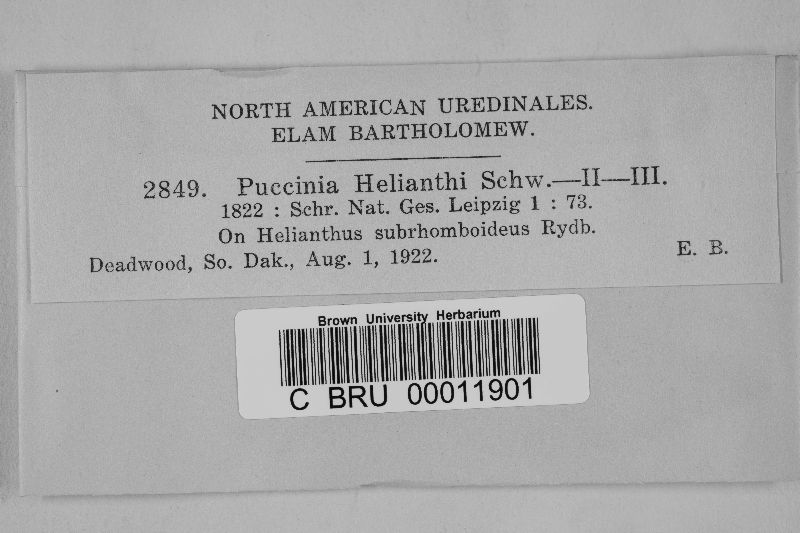 NORTH AMERICAN UREDINALES.
ELAM BARTHOLOMEW.
2849. Puccinia Helianthi Schw.—II—III.
1822 : Schr. Nat. Ges. Leipzig 1 : 73.
On Helianthus subrhomboideus Rydb.
Deadwood, So. Dak., Aug. 1, 1922. E. B.
Brown University Herbarium
C BRU 00011901